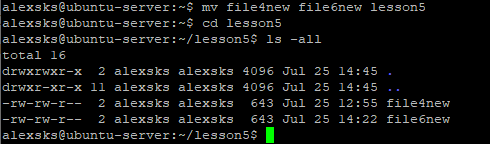 alexsks@ubuntu-server:~$ mv file4new file6new lesson5
alexsks@ubuntu-server:~$ cd lesson5
alexsks@ubuntu-server:~/lesson5$ ls -all
total 16
drwxrwxr-x  2 alexsks alexsks 4096 Jul 25 14:45 .
drwxr-xr-x 11 alexsks alexsks 4096 Jul 25 14:45 ..
-rw-rw-r--  2 alexsks alexsks  643 Jul 25 12:55 file4new
-rw-rw-r--  2 alexsks alexsks  643 Jul 25 14:22 file6new
alexsks@ubuntu-server:~/lesson5$